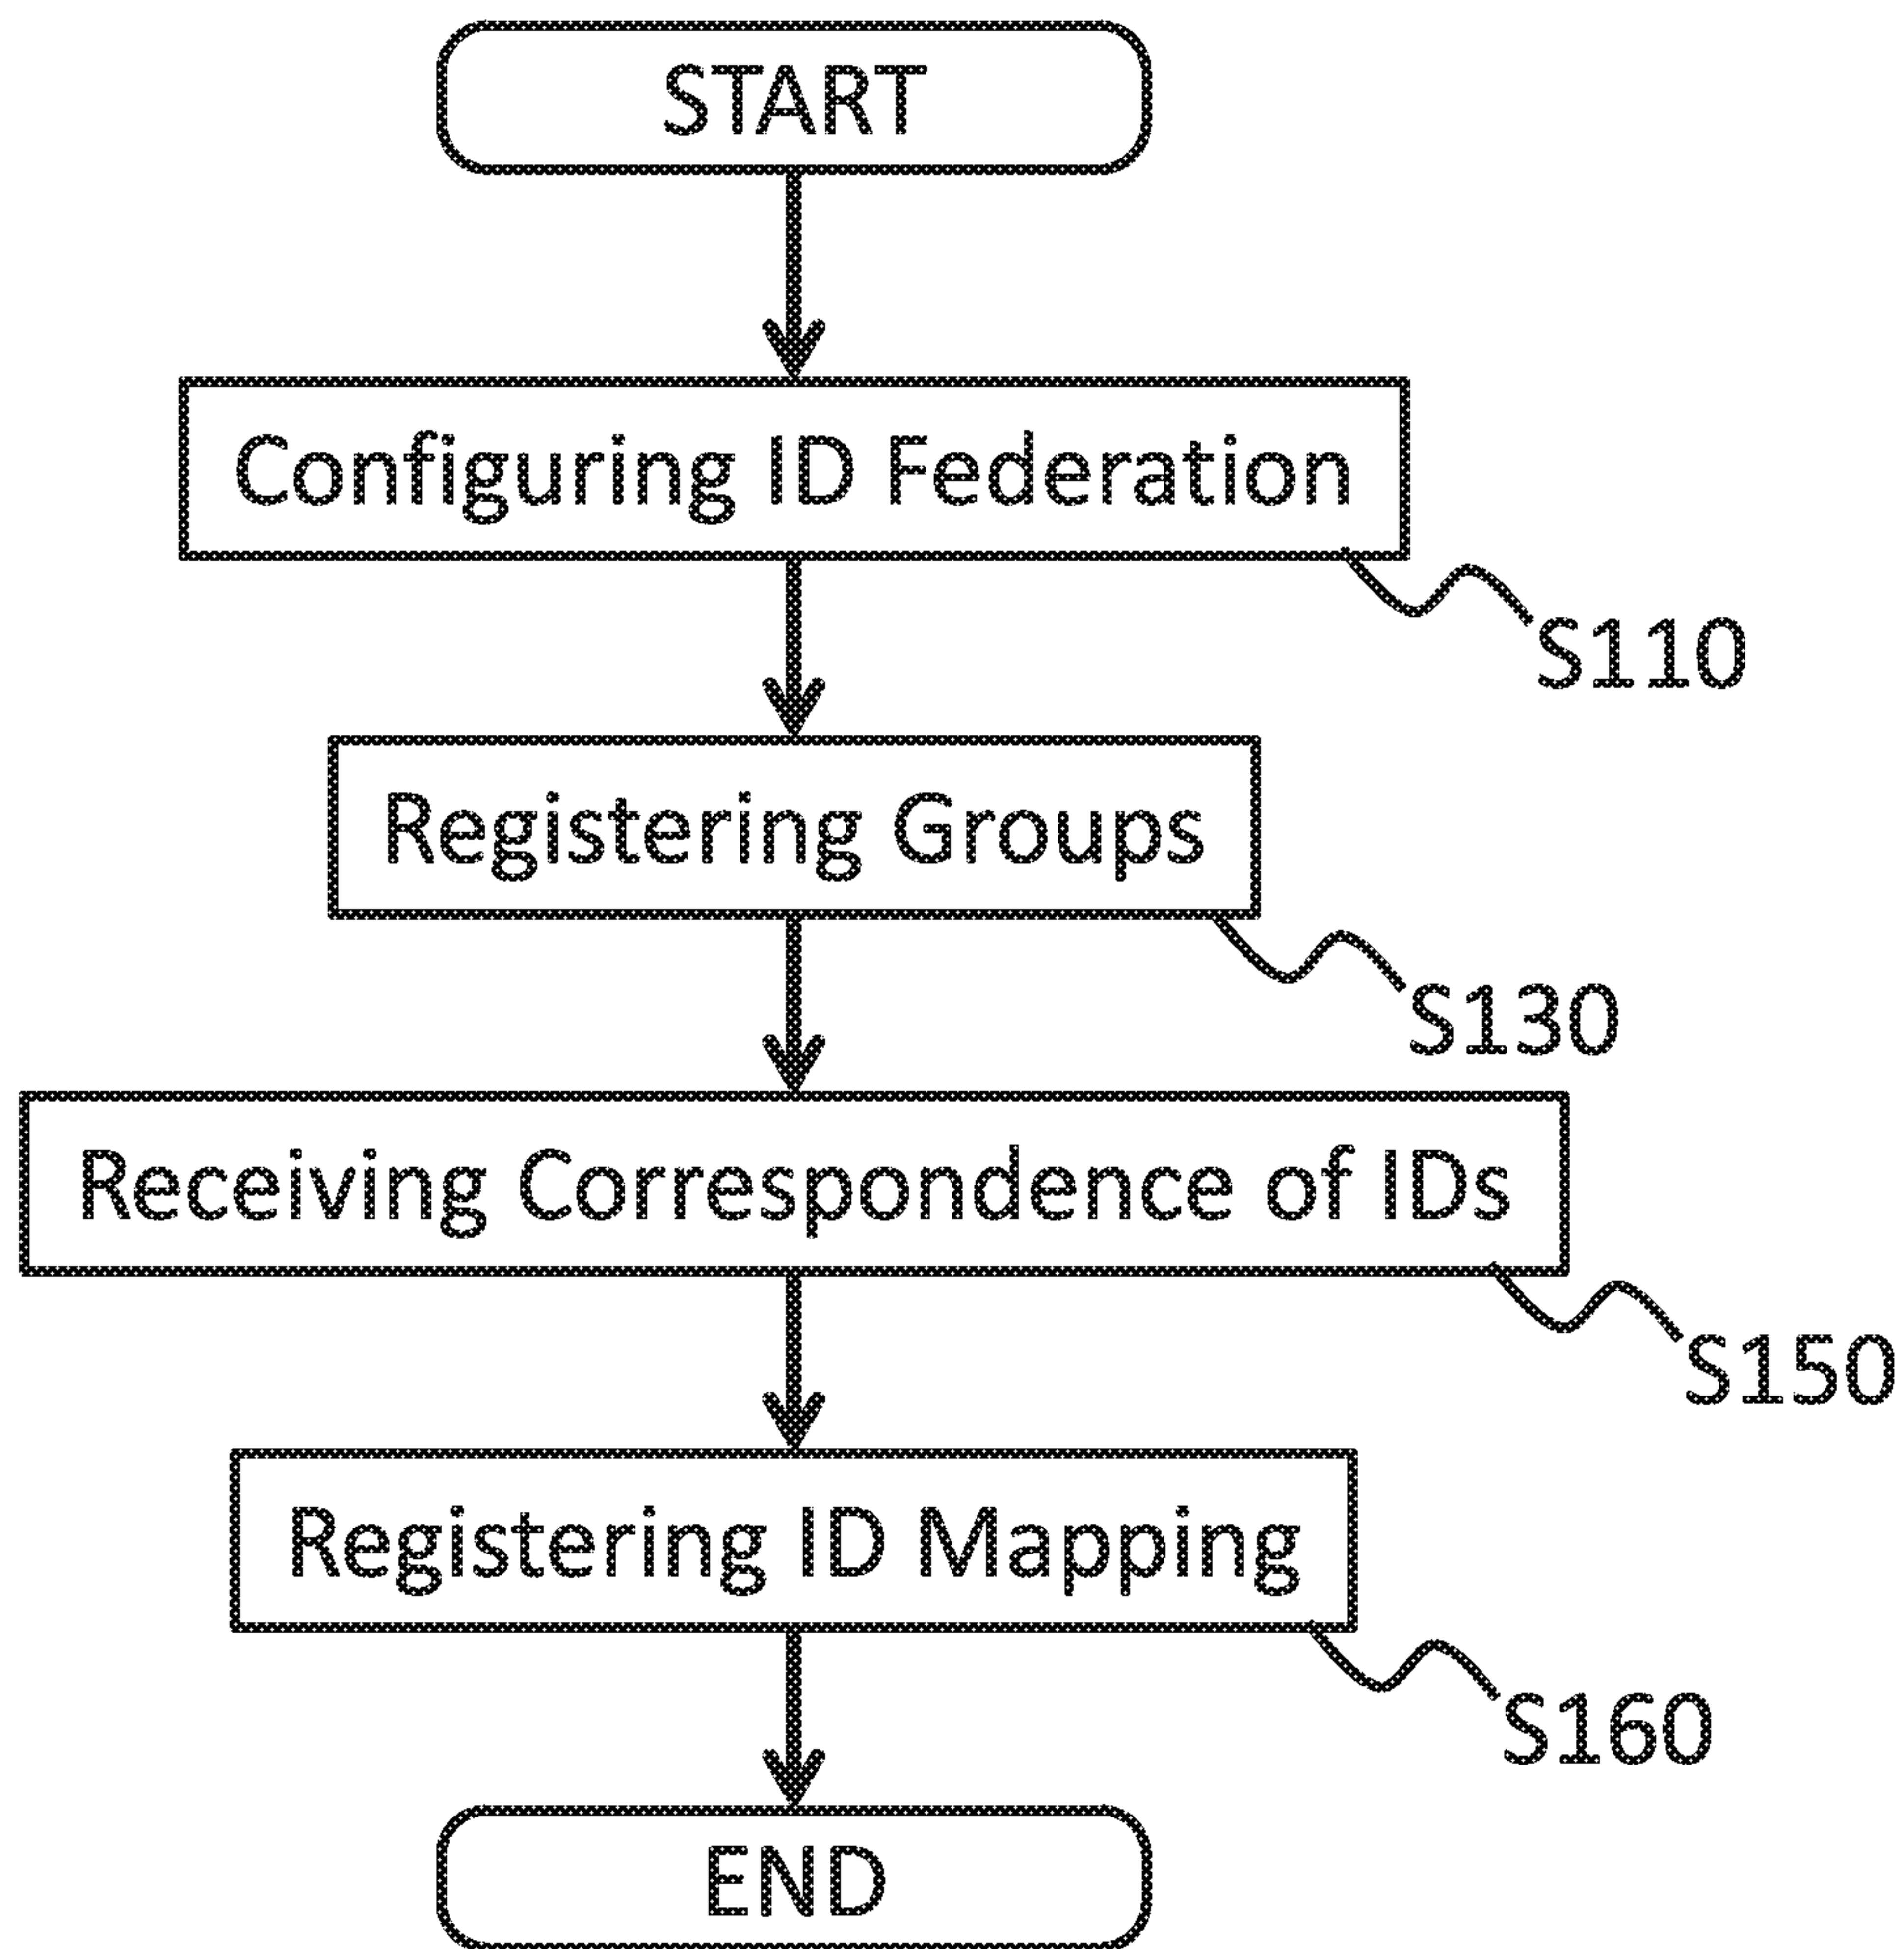 START
Configuring ID Federation
S110
Registering Groups
S130
Receiving Correspondence of IDs
S150
Registering ID Mapping
S160
END